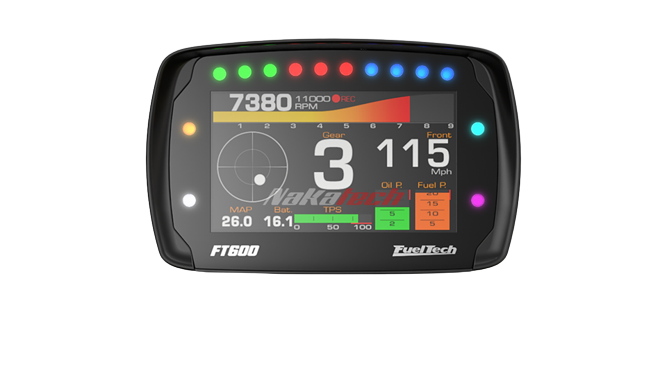 7380 11000 REC
RPM
1 2 3 4 5 6 7 8 9
Gear Front
3 115
Mph
NaKatech
Oil P. Fuel P.
MAP Bat. TPS
26.0 16.1
0 50 100
5
2
20
15
10
5
FT600 FuelTech